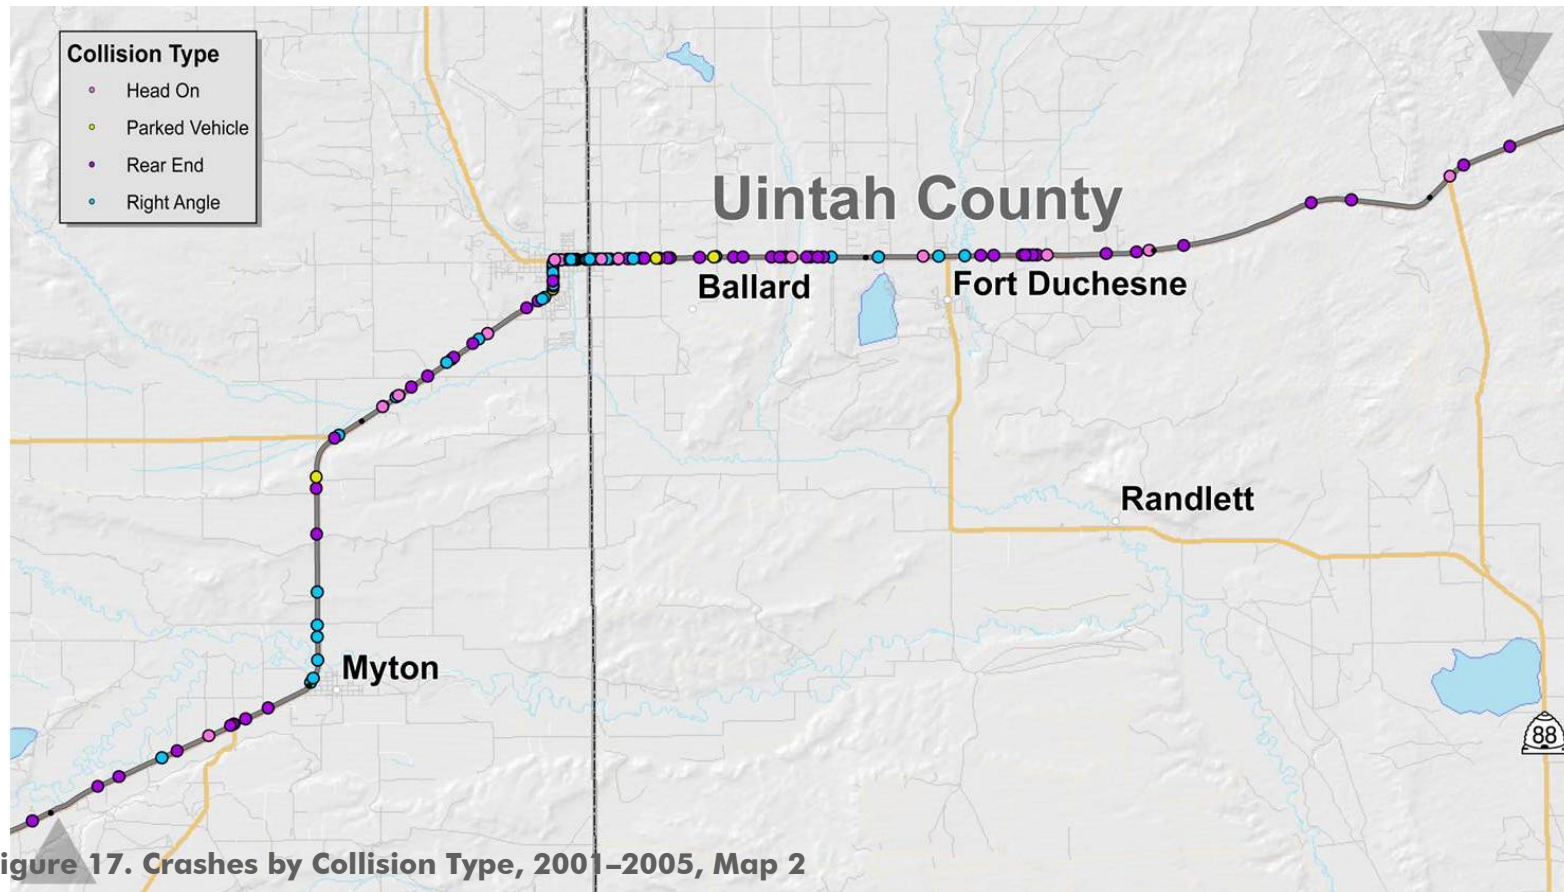 Collision Type
Head On
Parked Vehicle
Rear End
Right Angle
Uintah County
Ballard
Fort Duchesne
Randlett
Myton
88
igure 17. Crashes by Collision Type, 2001–2005, Map 2